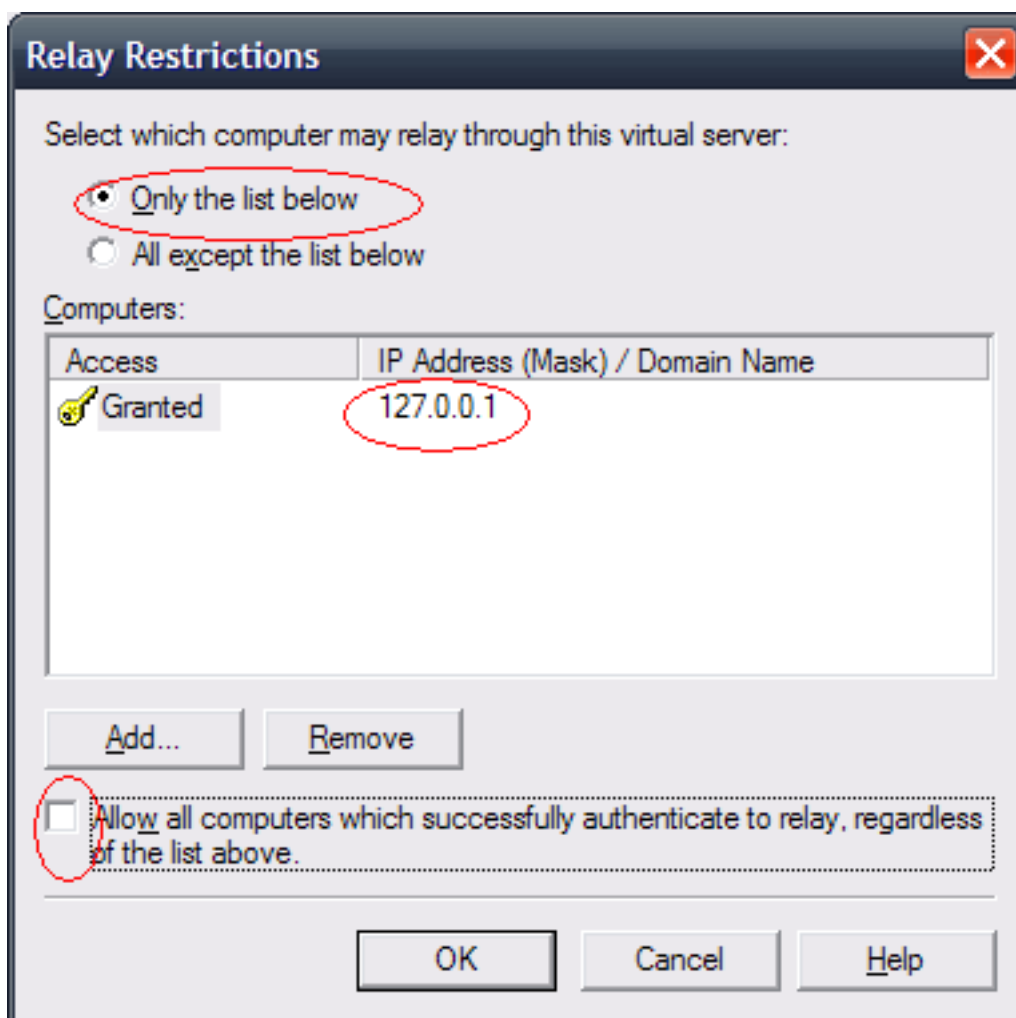 Relay Restrictions
Select which computer may relay through this virtual server:
Only the list below
All except the list below
Computers:
Access IP Address (Mask) / Domain Name
Granted 127.0.0.1
Add... Remove
Allow all computers which successfully authenticate to relay, regardless
of the list above.
OK Cancel Help